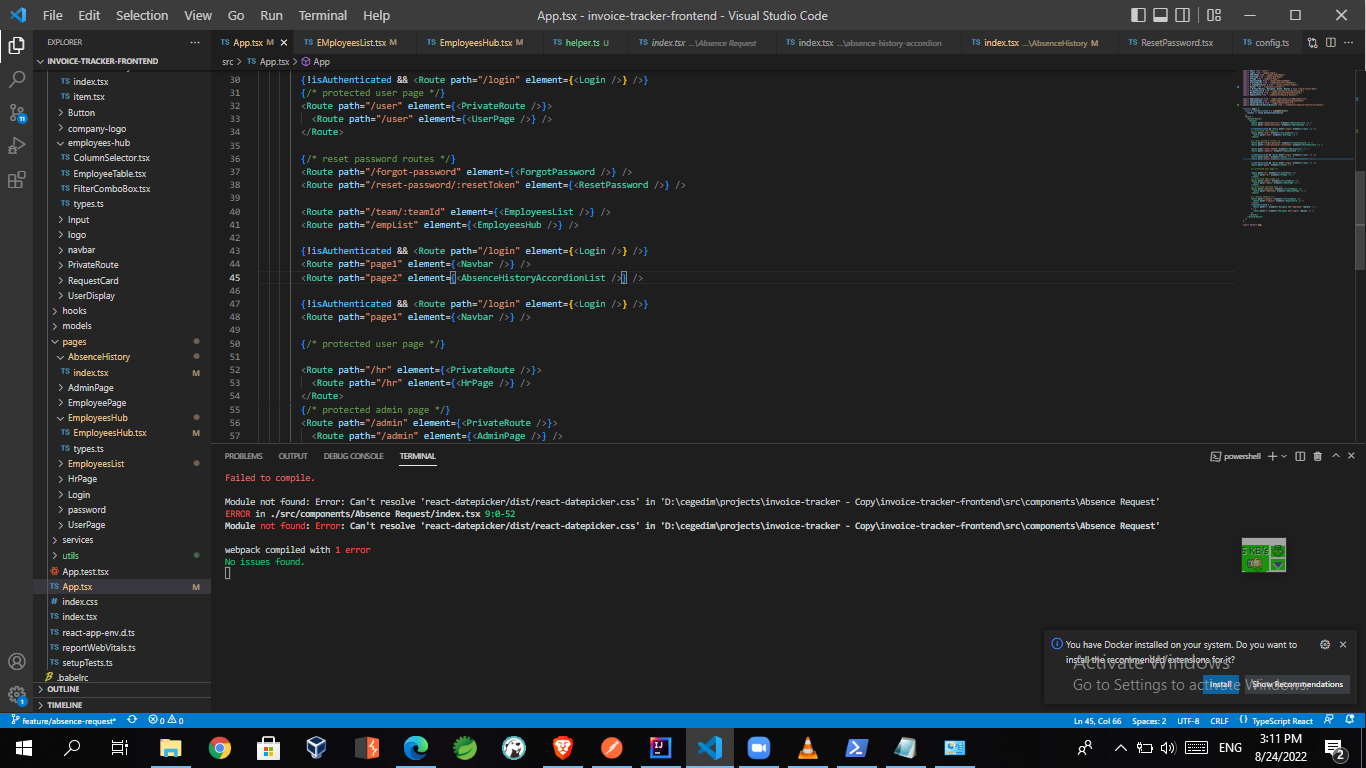 File Edit Selection View Go Run Terminal Help
App.tsx - invoice-tracker-frontend - Visual Studio Code
EXPLORER
INVOICE-TRACKER-FRONTEND
TS index.tsx
TS item.tsx
Button
company-logo
employees-hub
TS ColumnSelector.tsx
TS EmployeeTable.tsx
TS FilterComboBox.tsx
TS types.ts
Input
logo
navbar
PrivateRoute
RequestCard
UserDisplay
hooks
models
pages
AbsenceHistory
TS index.tsx M
AdminPage
EmployeePage
EmployeesHub
TS EmployeesHub.tsx M
TS types.ts
EmployeesList
HrPage
Login
password
UserPage
services
utils
App.test.tsx
TS App.tsx M
# index.css
TS index.tsx
TS react-app-env.d.ts
TS reportWebVitals.ts
TS setupTests.ts
.babelrc
OUTLINE
TIMELINE
11
1
TS App.tsx M
TS EMployeesList.tsx M
TS EmployeesHub.tsx M
TS helper.ts U
TS index.tsx ...\Absence Request
TS index.tsx ...\absence-history-accordion
TS index.tsx ...\AbsenceHistory M
TS ResetPassword.tsx
TS config.ts
src > TS App.tsx > App
30 {!isAuthenticated && <Route path="/login" element={<Login />} />}
31 {/* protected user page */}
32 <Route path="/user" element={<PrivateRoute />}>
33 <Route path="/user" element={<UserPage />} />
34 </Route>
35
36 {/* reset password routes */}
37 <Route path="/forgot-password" element={<ForgotPassword />} />
38 <Route path="/reset-password/:resetToken" element={<ResetPassword />} />
39
40 <Route path="/team/:teamId" element={<EmployeesList />} />
41 <Route path="/empList" element={<EmployeesHub />} />
42
43 {!isAuthenticated && <Route path="/login" element={<Login />} />}
44 <Route path="page1" element={<Navbar />} />
45 <Route path="page2" element={<AbsenceHistoryAccordionList />} />
46
47 {!isAuthenticated && <Route path="/login" element={<Login />} />}
48 <Route path="page1" element={<Navbar />} />
49
50 {/* protected user page */}
51
52 <Route path="/hr" element={<PrivateRoute />}>
53 <Route path="/hr" element={<HrPage />} />
54 </Route>
55 {/* protected admin page */}
56 <Route path="/admin" element={<PrivateRoute />}>
57 <Route path="/admin" element={<AdminPage />} />
PROBLEMS OUTPUT DEBUG CONSOLE TERMINAL
powershell
Failed to compile.
Module not found: Error: Can't resolve 'react-datepicker/dist/react-datepicker.css' in 'D:\cegedim\projects\invoice-tracker - Copy\invoice-tracker-frontend\src\components\Absence Request'
ERROR in ./src/components/Absence Request/index.tsx 9:0-52
Module not found: Error: Can't resolve 'react-datepicker/dist/react-datepicker.css' in 'D:\cegedim\projects\invoice-tracker - Copy\invoice-tracker-frontend\src\components\Absence Request'
webpack compiled with 1 error
No issues found.
You have Docker installed on your system. Do you want to
install the recommended extensions for it?
Install Show Recommendations
Activate Windows
Go to Settings to activate Windows.
feature/absence-request* 0 0
Ln 45, Col 66 Spaces: 2 UTF-8 CRLF {} TypeScript React
ENG
3:11 PM
8/24/2022
2